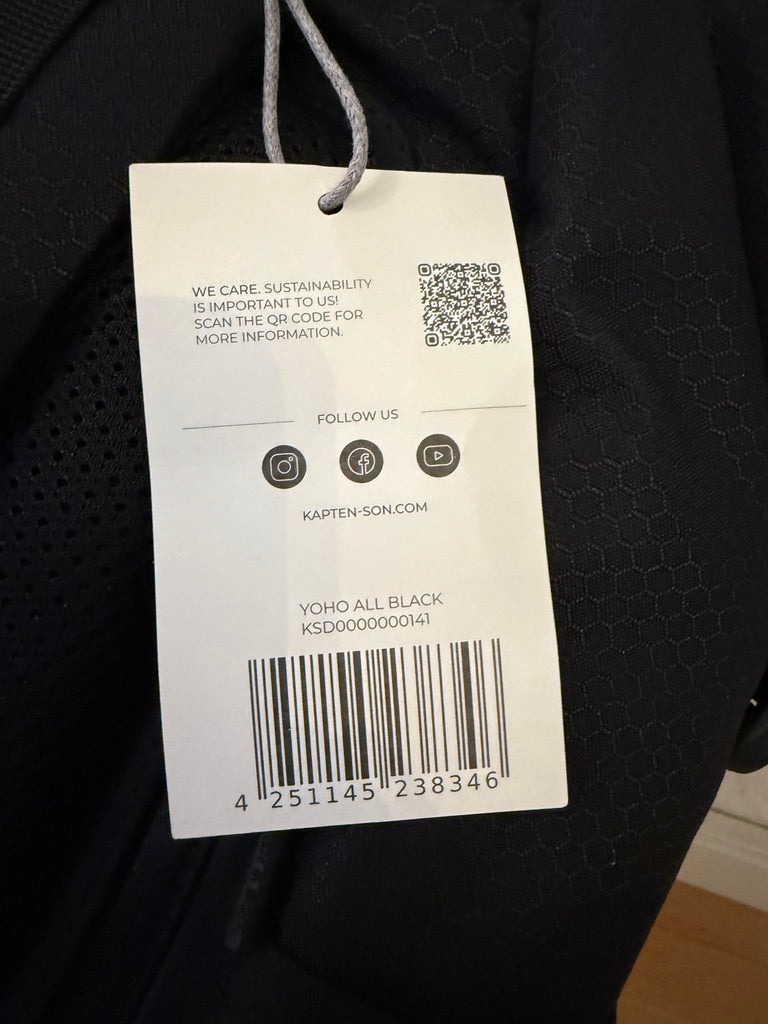 WE CARE. SUSTAINABILITY
IS IMPORTANT TO US!
SCAN THE QR CODE FOR
MORE INFORMATION.
FOLLOW US
KAPTEN-SON.COM
YOHO ALL BLACK
KSD0000000141
4 251145 238346